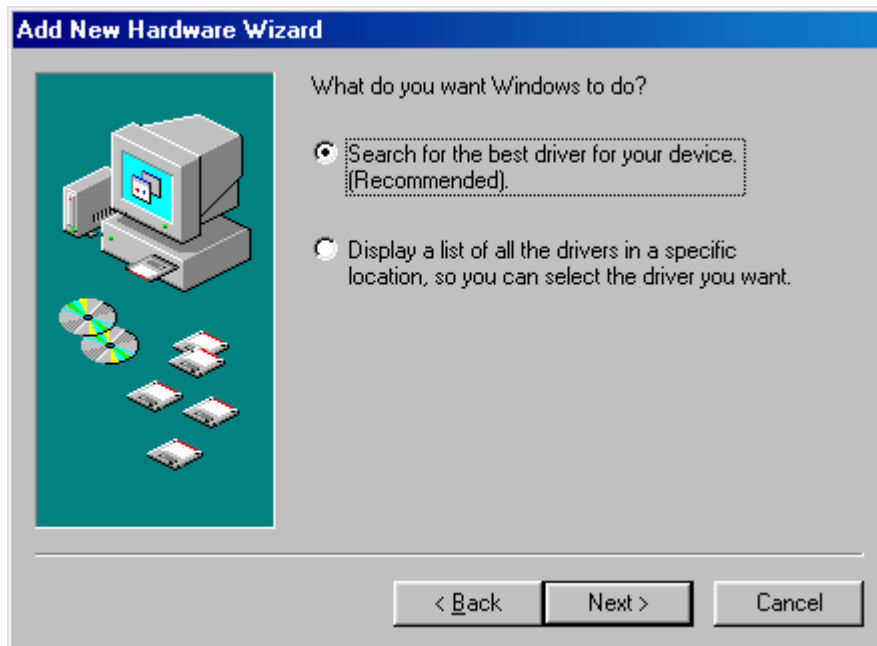 Add New Hardware Wizard
What do you want Windows to do?
Search for the best driver for your device.
(Recommended).
Display a list of all the drivers in a specific
location, so you can select the driver you want.
< Back
Next >
Cancel